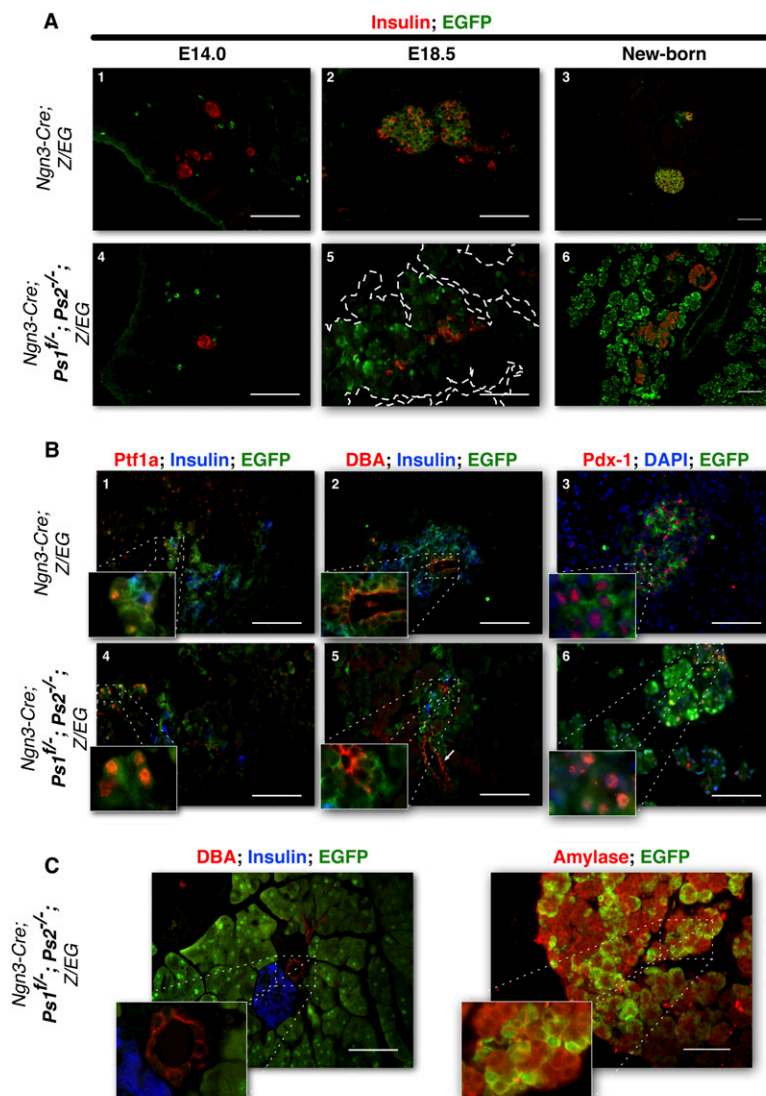 A
Insulin; EGFP
E14.0 E18.5 New-born
Ngn3-Cre;
Z/EG
1 2 3
Ngn3-Cre;
Ps1f/-; Ps2-/-;
Z/EG
4 5 6
B
Ptf1a; Insulin; EGFP DBA; Insulin; EGFP Pdx-1; DAPI; EGFP
Ngn3-Cre;
Z/EG
1 2 3
Ngn3-Cre;
Ps1f/-; Ps2-/-;
Z/EG
4 5 6
C
DBA; Insulin; EGFP Amylase; EGFP
Ngn3-Cre;
Ps1f/-; Ps2-/-;
Z/EG